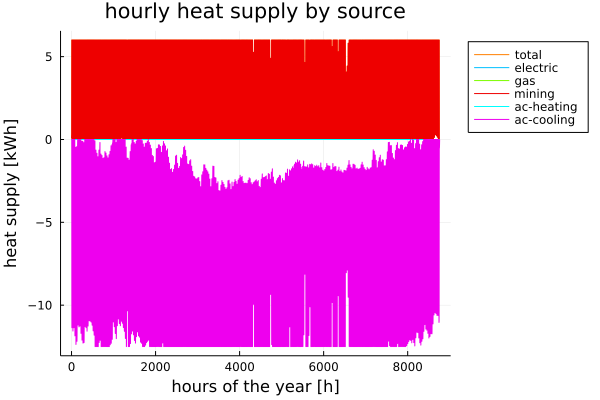 hourly heat supply by source
heat supply [kWh]
5
0
−5
−10
0
2000
4000
6000
8000
hours of the year [h]
total
electric
gas
mining
ac-heating
ac-cooling